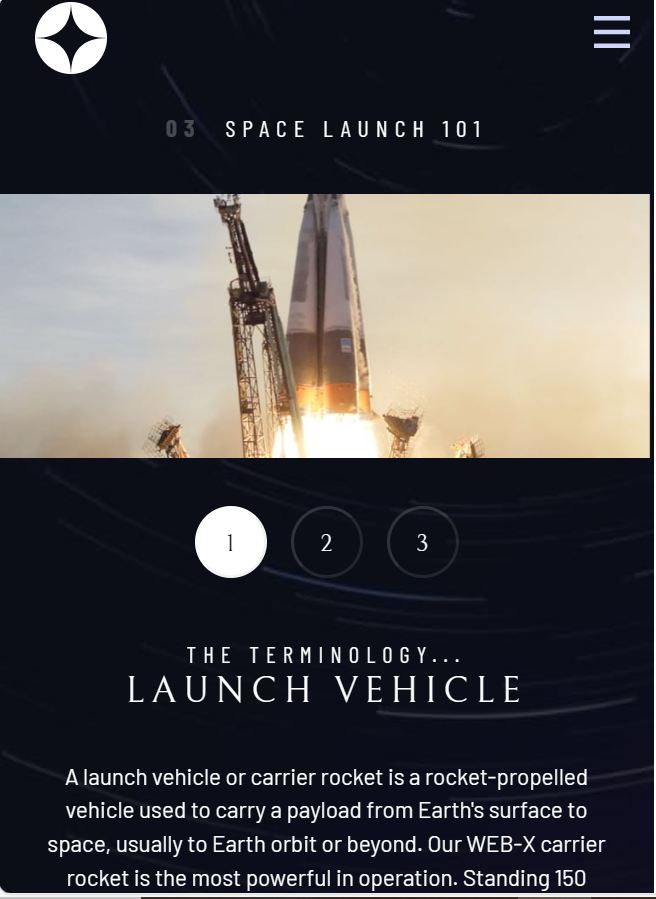 03 SPACE LAUNCH 101
1 2 3
THE TERMINOLOGY...
LAUNCH VEHICLE
A launch vehicle or carrier rocket is a rocket-propelled
vehicle used to carry a payload from Earth's surface to
space, usually to Earth orbit or beyond. Our WEB-X carrier
rocket is the most powerful in operation. Standing 150